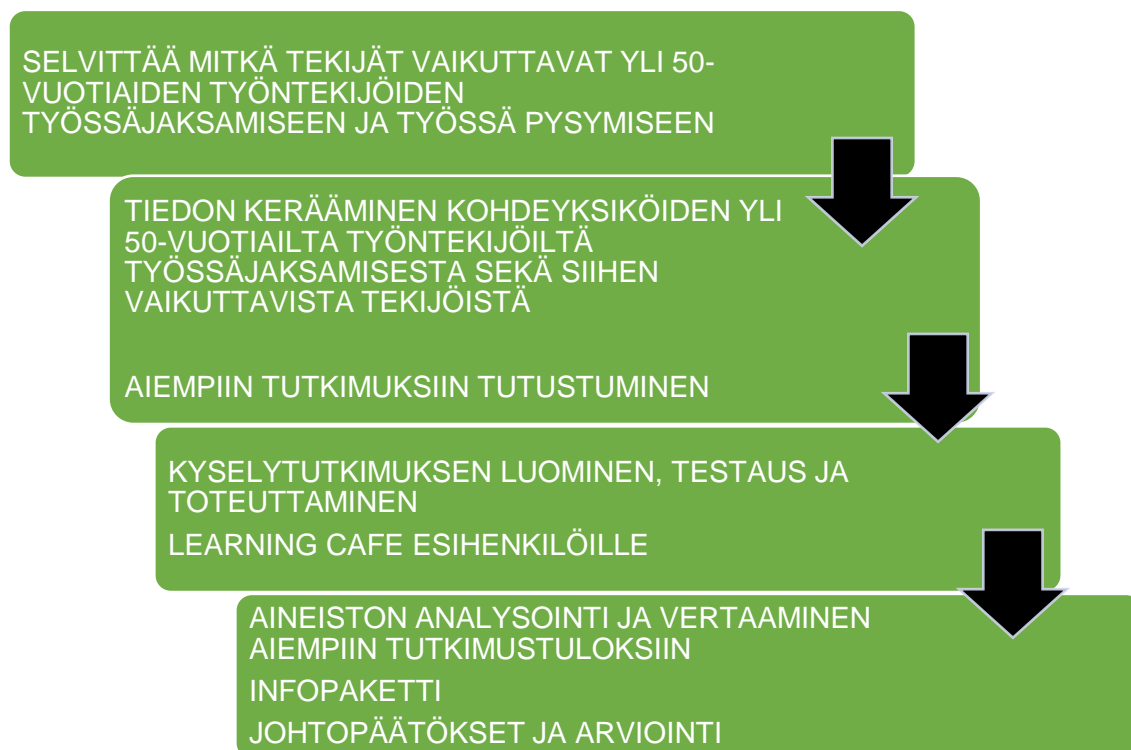 SELVITTÄÄ MITKÄ TEKIJÄT VAIKUTTAVAT YLI 50-
VUOTIAIDEN TYÖNTEKIJÖIDEN
TYÖSSÄJAKSAMISEEN JA TYÖSSÄ PYSYMISEEN
TIEDON KERÄÄMINEN KOHDEYKSIKÖIDEN YLI
50-VUOTIAILTA TYÖNTEKIJÖILTÄ
TYÖSSÄJAKSAMISESTA SEKÄ SIIHEN
VAIKUTTAVISTA TEKIJÖISTÄ
AIEMPIIN TUTKIMUKSIIN TUTUSTUMINEN
KYSELYTUTKIMUKSEN LUOMINEN, TESTAUS JA
TOTEUTTAMINEN
LEARNING CAFE ESIHENKILÖILLE
AINEISTON ANALYSOINTI JA VERTAAMINEN
AIEMPIIN TUTKIMUSTULOKSIIN
INFOPAKETTI
JOHTOPÄÄTÖKSET JA ARVIOINTI